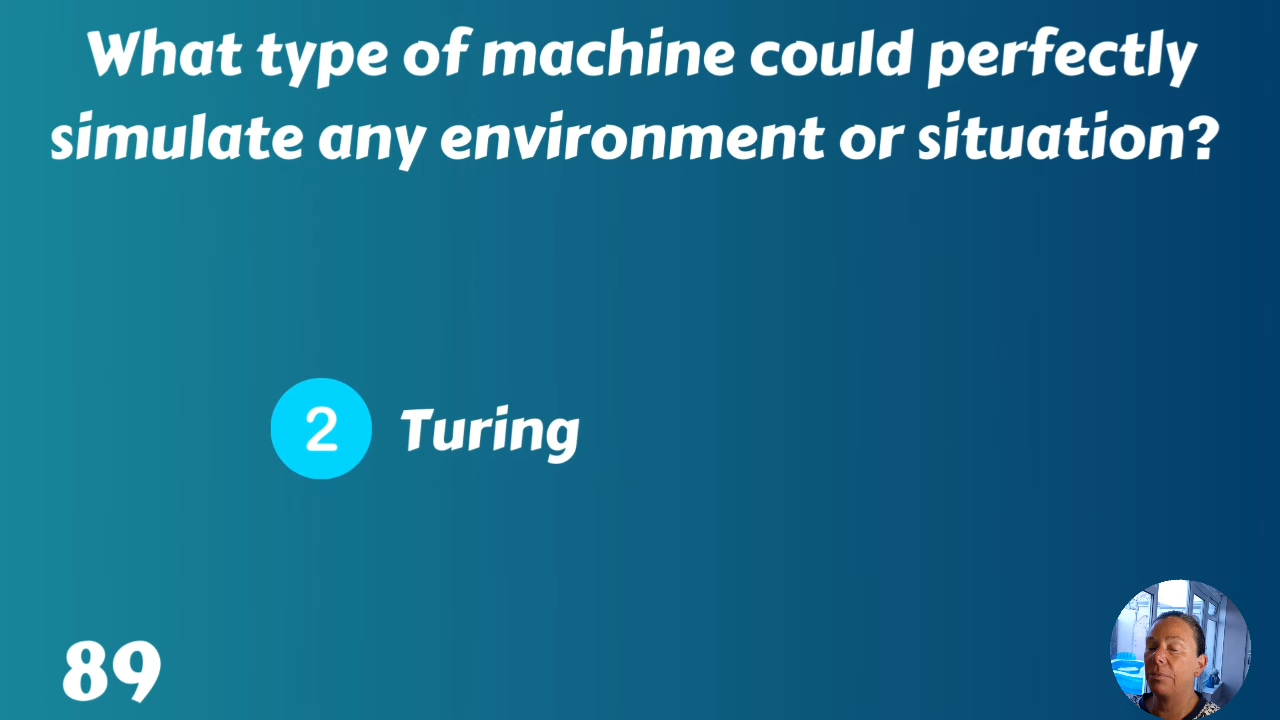 What type of machine could perfectly
simulate any environment or situation?
2 Turing
89